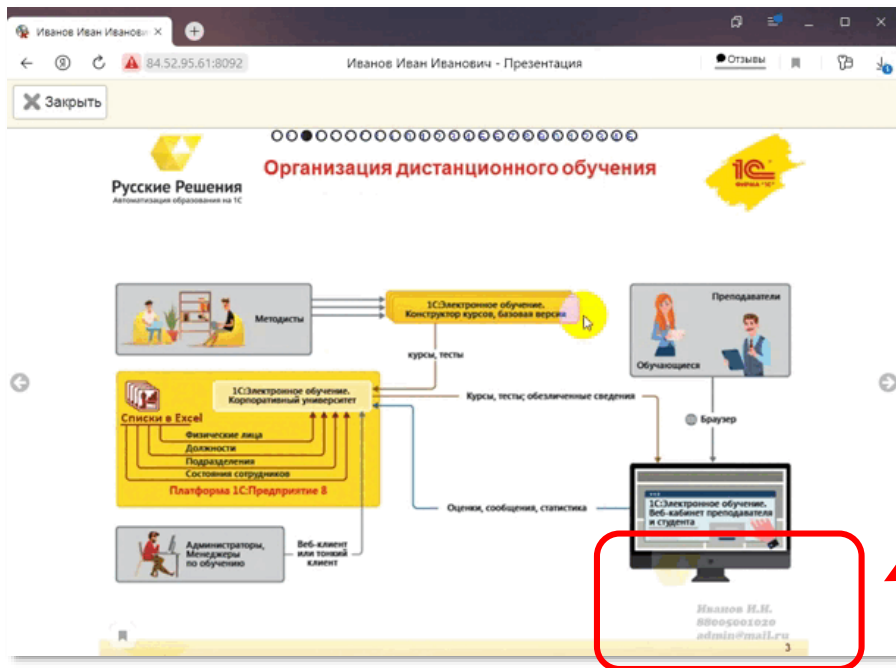 Иванов Иван Иванови
84.52.95.61:8092
Иванов Иван Иванович - Презентация
Отзывы
Закрыть
Русские Решения
Автоматизация образования на 1С
Организация дистанционного обучения
1С
ФИРМА "1С"
Методисты
1С:Электронное обучение.
Конструктор курсов, базовая версия
Преподаватели
Обучающиеся
курсы, тесты
1С:Электронное обучение.
Корпоративный университет
Списки в Excel
Физические лица
Должности
Подразделения
Состояния сотрудников
Платформа 1С:Предприятие 8
Курсы, тесты; обезличенные сведения
Браузер
Оценки, сообщения, статистика
1С:Электронное обучение.
Веб-кабинет преподавателя
и студента
Администраторы,
Менеджеры
по обучению
Веб-клиент
или тонкий
клиент
Иванов И.И.
88005001020
admin@mail.ru
3